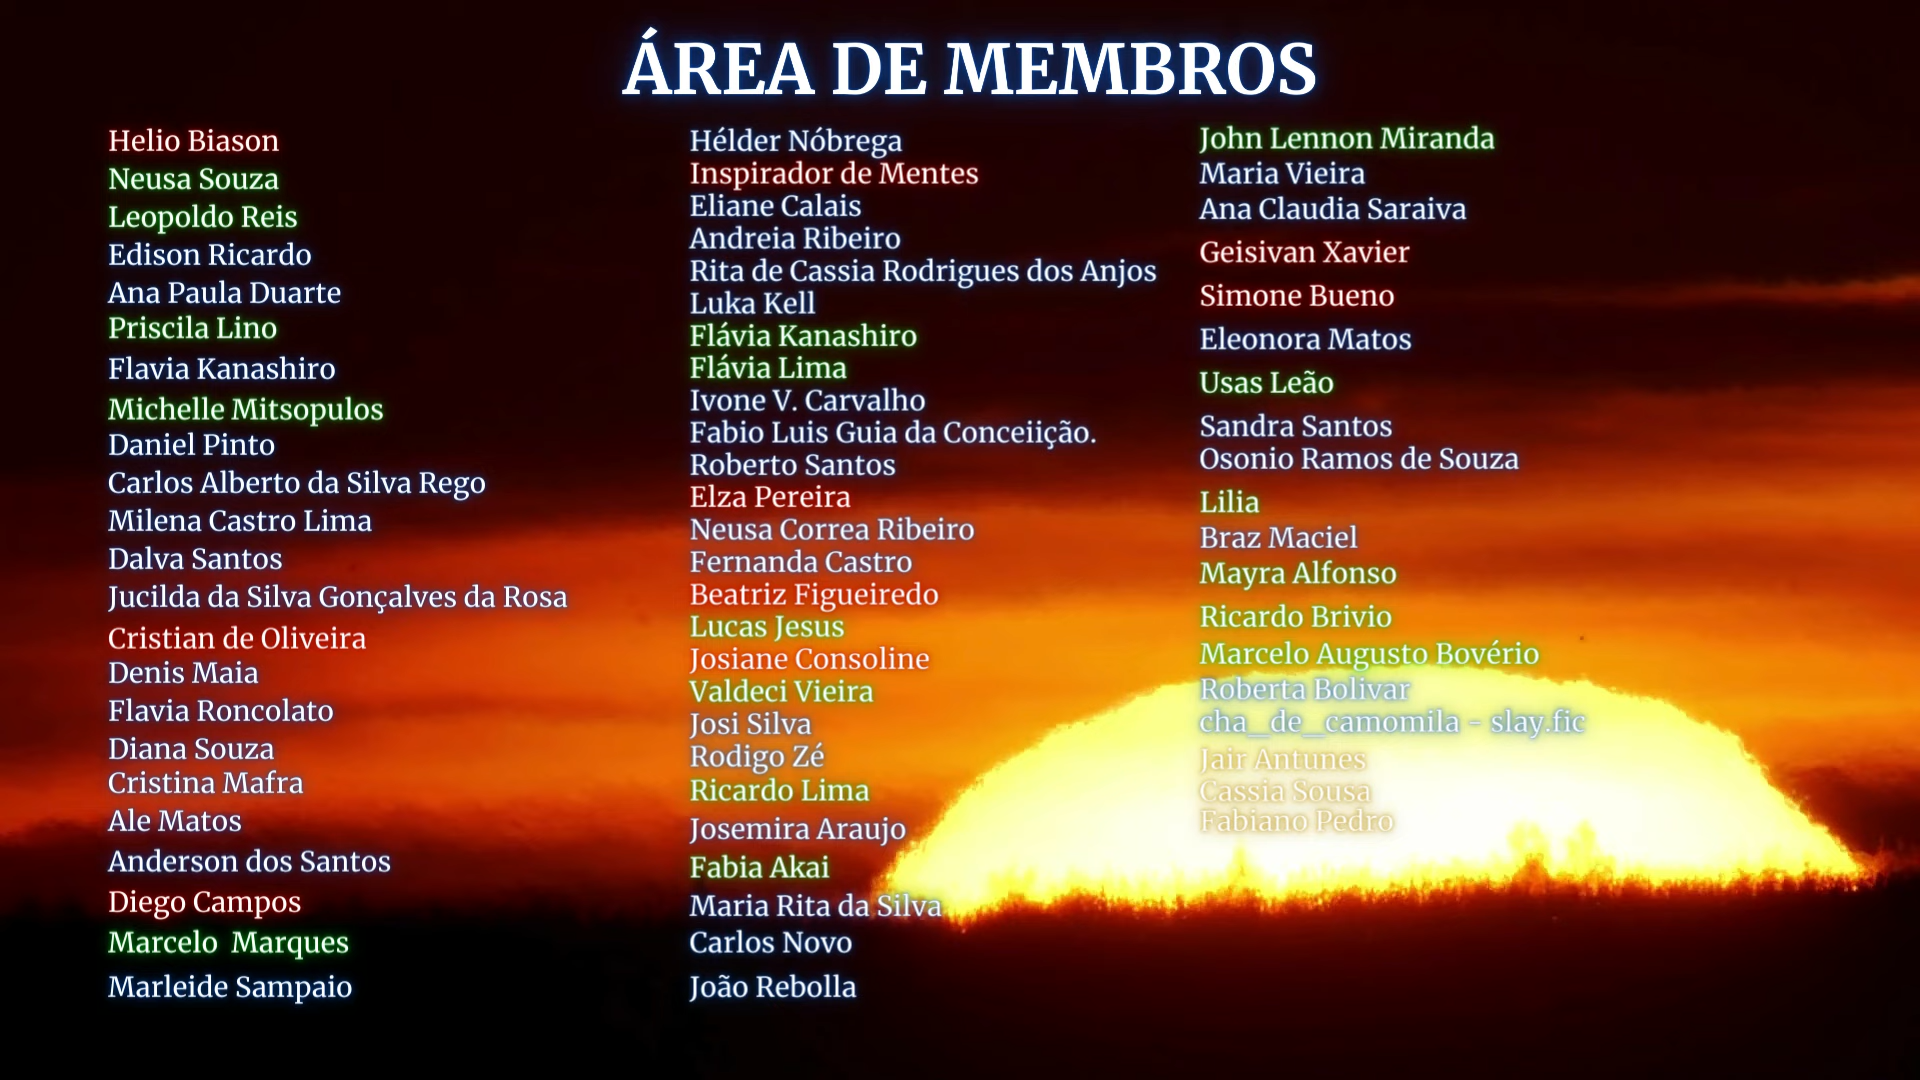 ÁREA DE MEMBROS
Helio Biason
Neusa Souza
Leopoldo Reis
Edison Ricardo
Ana Paula Duarte
Priscila Lino
Flavia Kanashiro
Michelle Mitsopulos
Daniel Pinto
Carlos Alberto da Silva Rego
Milena Castro Lima
Dalva Santos
Jucilda da Silva Gonçalves da Rosa
Cristian de Oliveira
Denis Maia
Flavia Roncolato
Diana Souza
Cristina Mafra
Ale Matos
Anderson dos Santos
Diego Campos
Marcelo  Marques
Marleide Sampaio
Hélder Nóbrega
Inspirador de Mentes
Eliane Calais
Andreia Ribeiro
Rita de Cassia Rodrigues dos Anjos
Luka Kell
Flávia Kanashiro
Flávia Lima
Ivone V. Carvalho
Fabio Luis Guia da Conceiição.
Roberto Santos
Elza Pereira
Neusa Correa Ribeiro
Fernanda Castro
Beatriz Figueiredo
Lucas Jesus
Josiane Consoline
Valdeci Vieira
Josi Silva
Rodigo Zé
Ricardo Lima
Josemira Araujo
Fabia Akai
Maria Rita da Silva
Carlos Novo
João Rebolla
John Lennon Miranda
Maria Vieira
Ana Claudia Saraiva
Geisivan Xavier
Simone Bueno
Eleonora Matos
Usas Leão
Sandra Santos
Osonio Ramos de Souza
Lilia
Braz Maciel
Mayra Alfonso
Ricardo Brivio
Marcelo Augusto Bovério
Roberta Bolivar
cha_de_camomila - slay.fic
Jair Antunes
Cassia Sousa
Fabiano Pedro